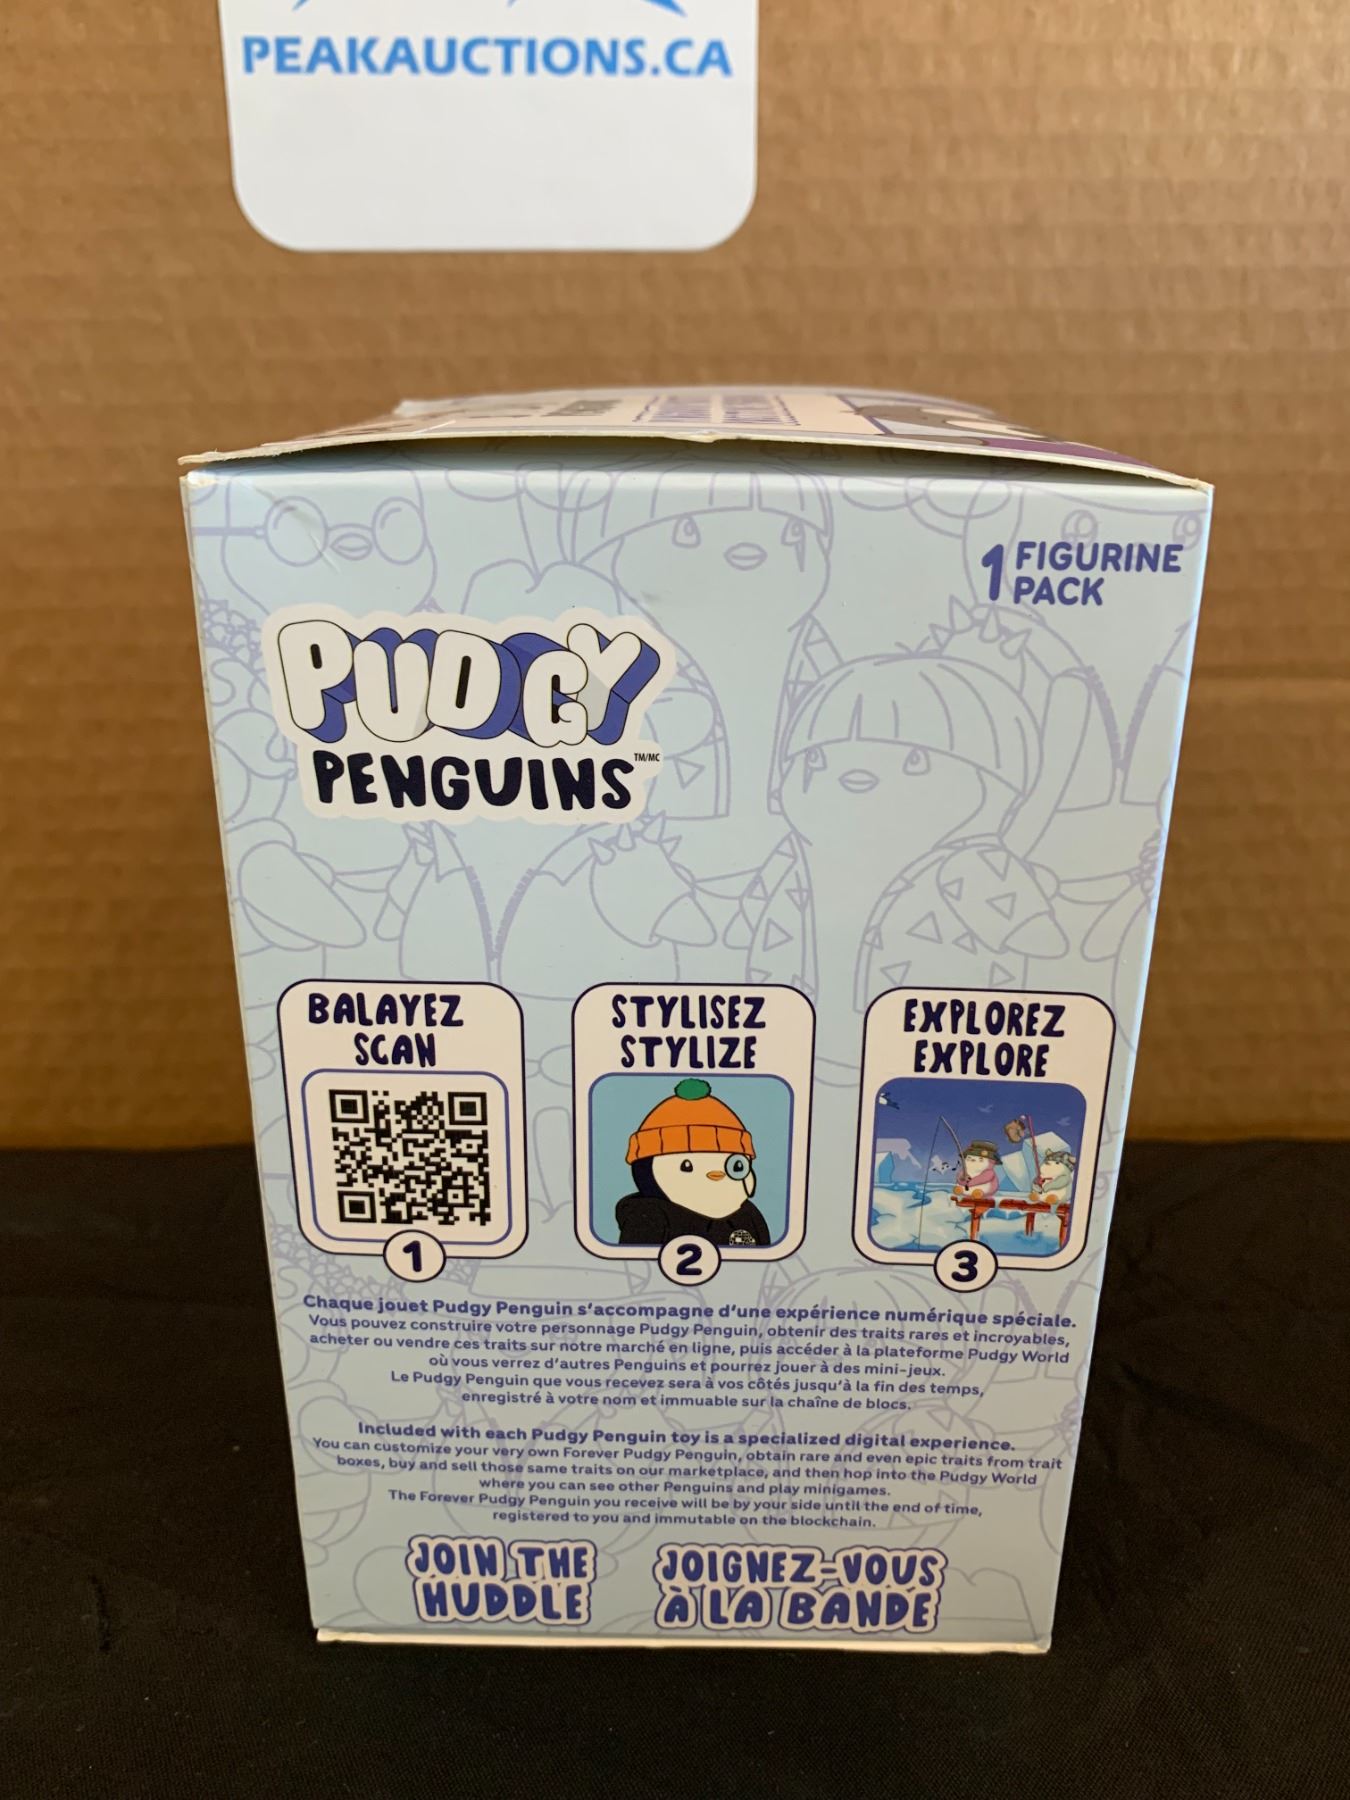 PEAKAUCTIONS.CA
1 FIGURINE
PACK
PUDGY
PENGUINS TM/MC
BALAYEZ
SCAN
1
STYLISEZ
STYLIZE
2
EXPLOREZ
EXPLORE
3
Chaque jouet Pudgy Penguin s'accompagne d'une expérience numérique spéciale.
Vous pouvez construire votre personnage Pudgy Penguin, obtenir des traits rares et incroyables,
acheter ou vendre ces traits sur notre marché en ligne, puis accéder à la plateforme Pudgy World
où vous verrez d'autres Penguins et pourrez jouer à des mini-jeux.
Le Pudgy Penguin que vous recevez sera à vos côtés jusqu'à la fin des temps,
enregistré à votre nom et immuable sur la chaîne de blocs.
Included with each Pudgy Penguin toy is a specialized digital experience.
You can customize your very own Forever Pudgy Penguin, obtain rare and even epic traits from trait
boxes, buy and sell those same traits on our marketplace, and then hop into the Pudgy World
where you can see other Penguins and play minigames.
The Forever Pudgy Penguin you receive will be by your side until the end of time,
registered to you and immutable on the blockchain.
JOIN THE
HUDDLE
JOIGNEZ-VOUS
À LA BANDE